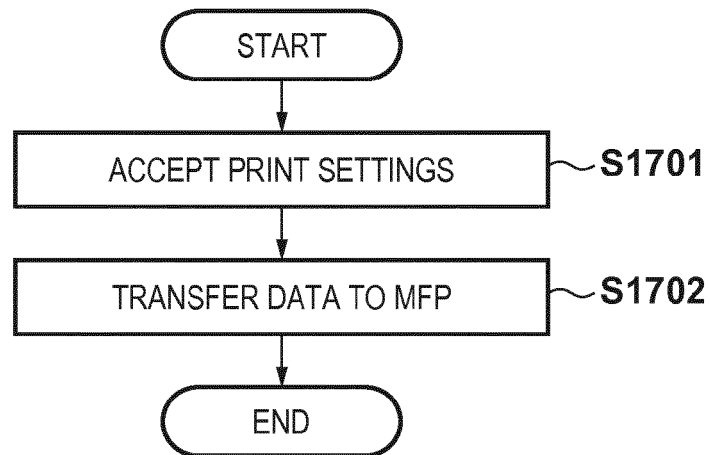 START
ACCEPT PRINT SETTINGS
S1701
TRANSFER DATA TO MFP
S1702
END